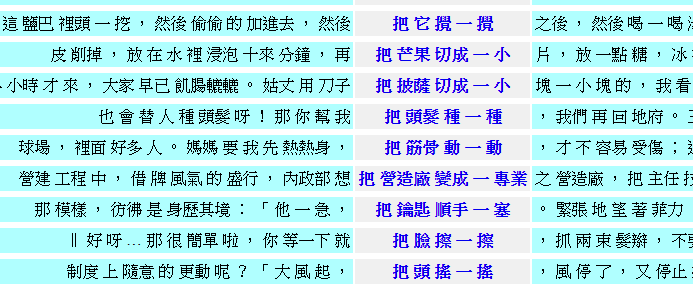 這鹽巴裡頭一挖，然後偷偷的加進去，然後 把它攪一攪 之後，然後喝一喝
皮削掉，放在水裡浸泡十來分鐘，再 把芒果切成一小 片，放一點糖，冰
小時才來，大家早已飢腸轆轆。姑丈用刀子 把披薩切成一小 塊一小塊的，我看
也會替人種頭髮呀！那你幫我 把頭髮種一種 ，我們再回地府。
球場，裡面好多人。媽媽要我先熱熱身， 把筋骨動一動 ，才不容易受傷；
營建工程中，借牌風氣的盛行，內政部想 把營造廠變成一專業 之營造廠，把主任
那模樣，彷彿是身歷其境：「他一急， 把鑰匙順手一塞 。緊張地望著菲力
‖好呀…那很簡單啦，你等一下就 把臉擦一擦 ，抓兩束髮辮，不
制度上隨意的更動呢？「大風起， 把頭搖一搖 ，風停了，又停止